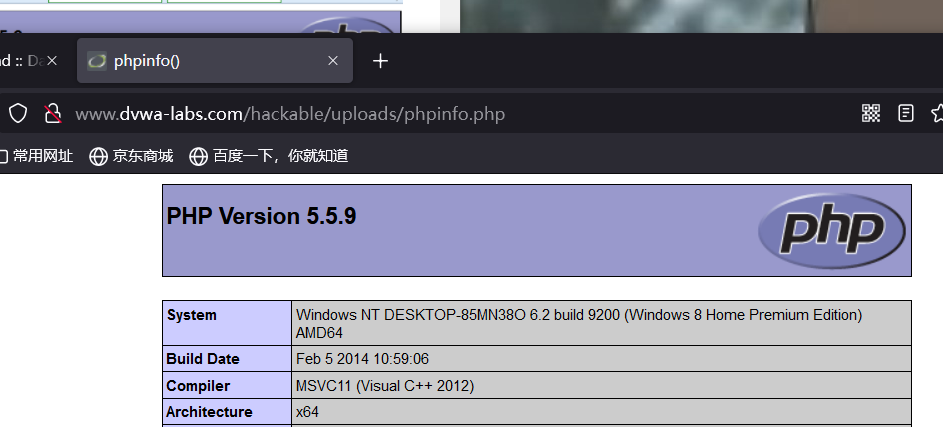 phpinfo()
www.dvwa-labs.com/hackable/uploads/phpinfo.php
常用网址 京东商城 百度一下，你就知道
PHP Version 5.5.9
php
System Windows NT DESKTOP-85MN38O 6.2 build 9200 (Windows 8 Home Premium Edition)
AMD64
Build Date Feb 5 2014 10:59:06
Compiler MSVC11 (Visual C++ 2012)
Architecture x64